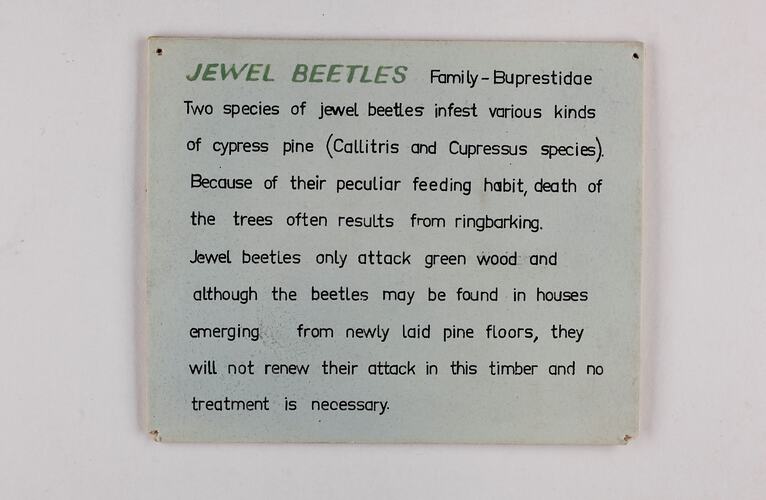 JEWEL BEETLES Family-Buprestidae
Two species of jewel beetles infest various kinds
of cypress pine (Callitris and Cupressus species).
Because of their peculiar feeding habit, death of
the trees often results from ringbarking.
Jewel beetles only attack green wood and
although the beetles may be found in houses
emerging from newly laid pine floors, they
will not renew their attack in this timber and no
treatment is necessary.